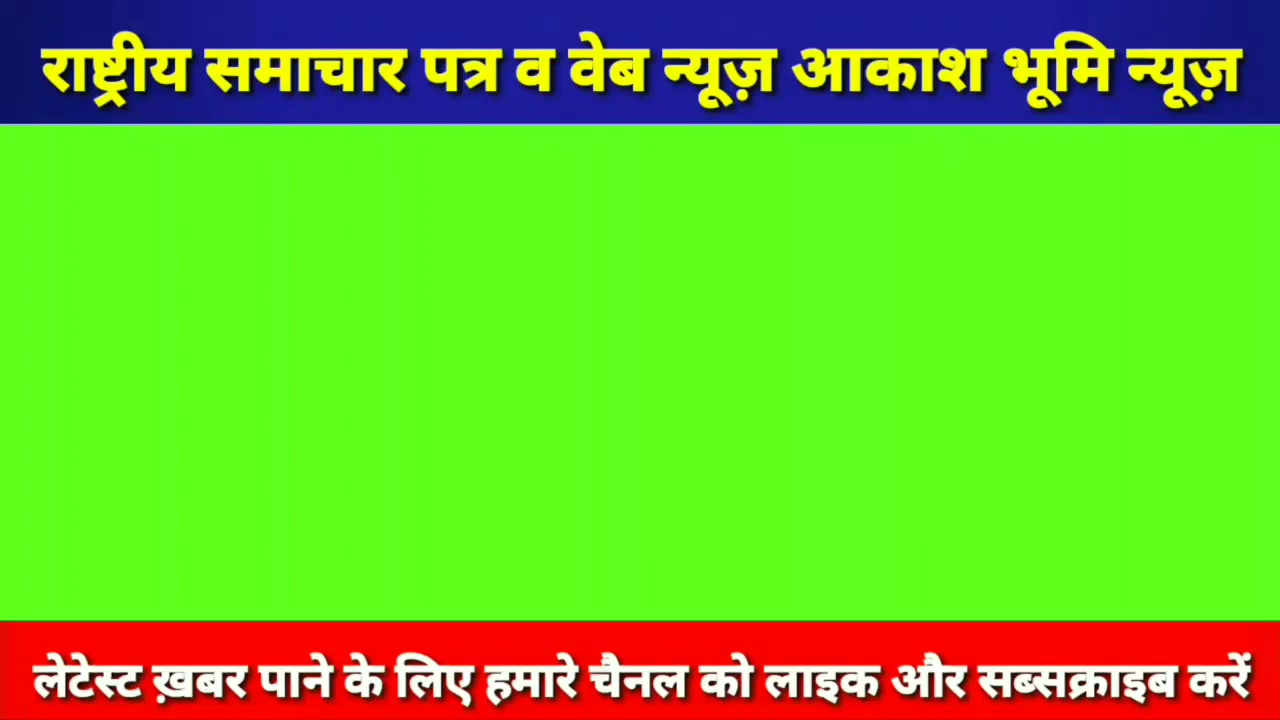 राष्ट्रीय समाचार पत्र व वेब न्यूज़ आकाश भूमि न्यूज़
लेटेस्ट ख़बर पाने के लिए हमारे चैनल को लाइक और सब्सक्राइब करें